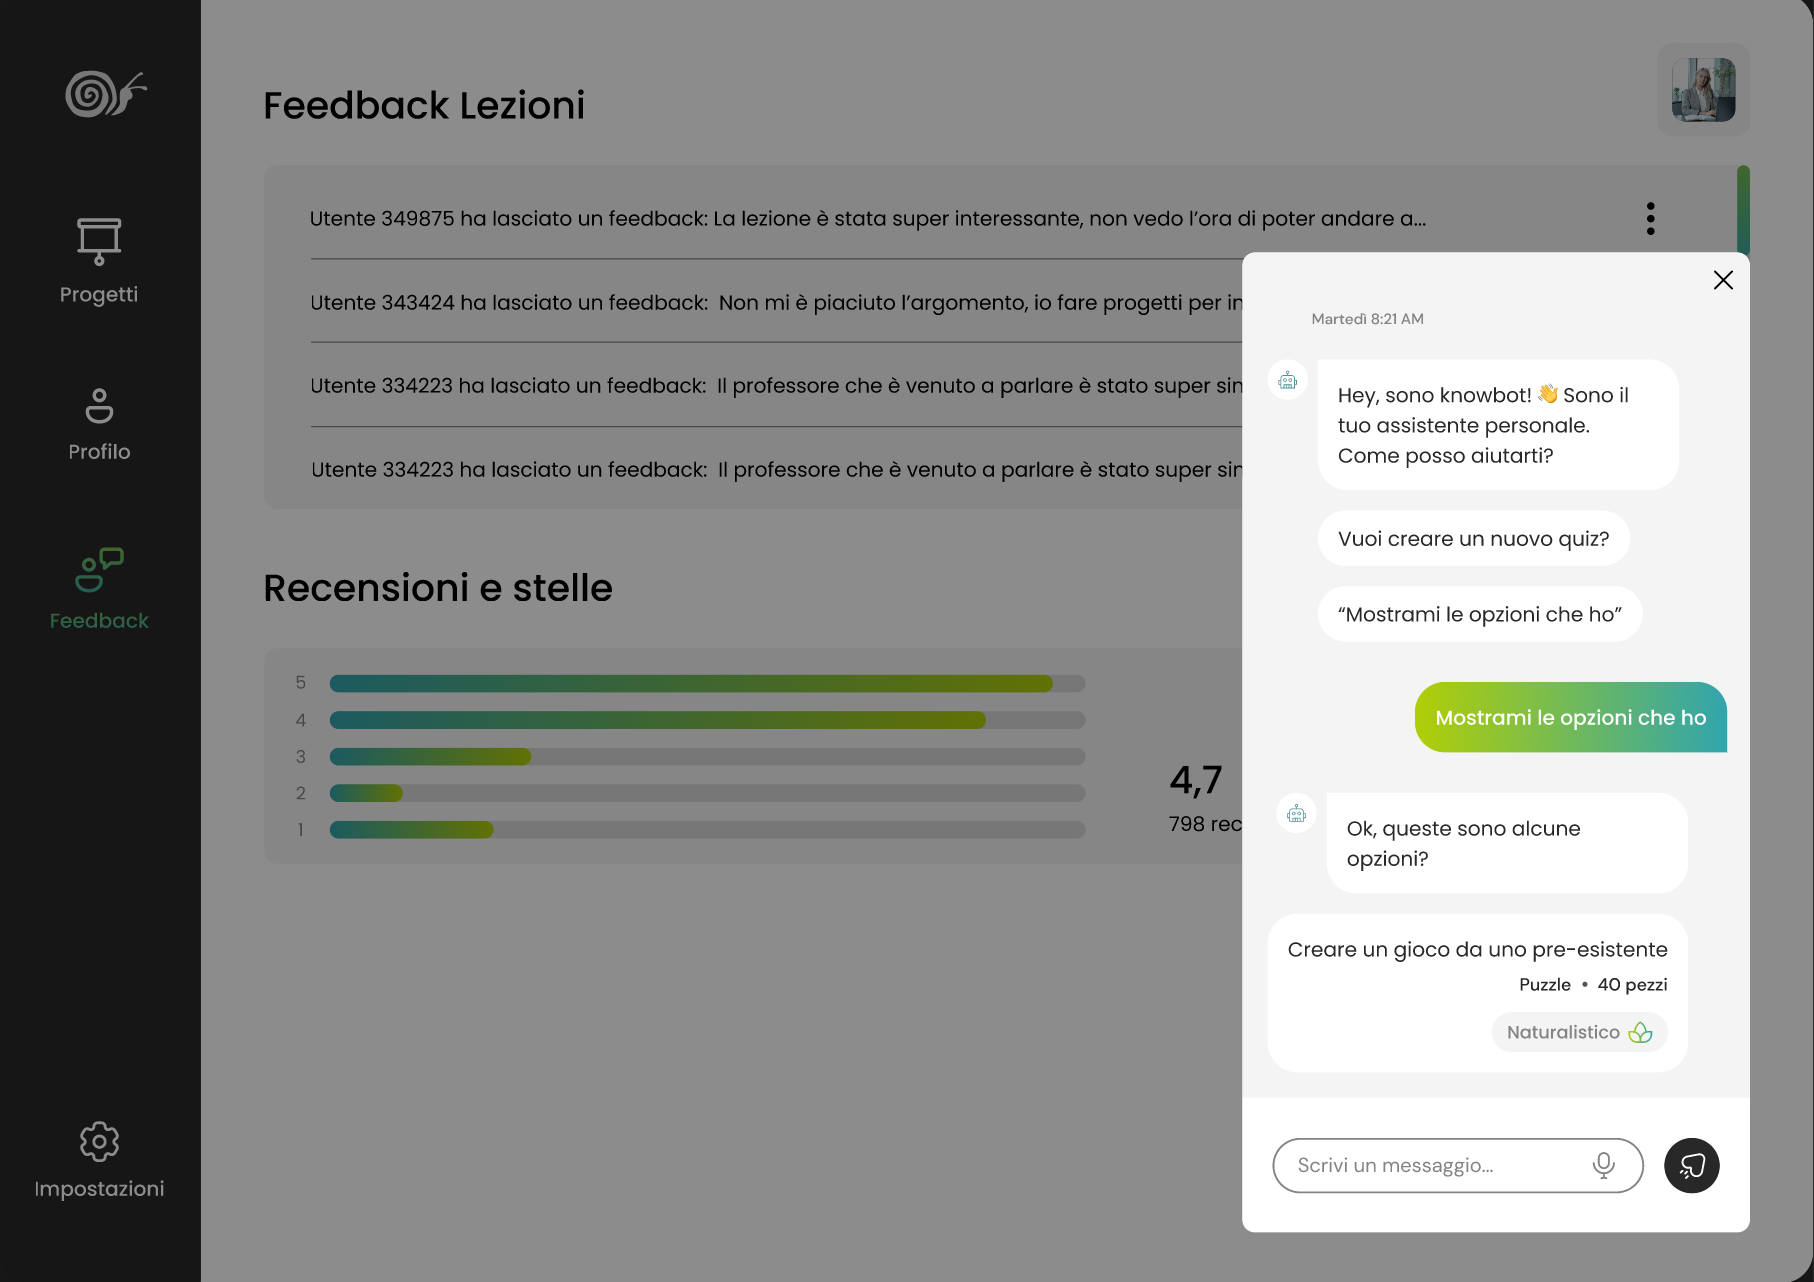 Progetti
Profilo
Feedback
Impostazioni
Feedback Lezioni
Utente 349875 ha lasciato un feedback: La lezione è stata super interessante, non vedo l’ora di poter andare a...
Utente 343424 ha lasciato un feedback:  Non mi è piaciuto l’argomento, io fare progetti per in
Utente 334223 ha lasciato un feedback:  Il professore che è venuto a parlare è stato super
Utente 334223 ha lasciato un feedback:  Il professore che è venuto a parlare è stato super
Recensioni e stelle
5
4
3
2
1
4,7
798 rec
Martedì 8:21 AM
Hey, sono knowbot! 👋 Sono il
tuo assistente personale.
Come posso aiutarti?
Vuoi creare un nuovo quiz?
“Mostrami le opzioni che ho”
Mostrami le opzioni che ho
Ok, queste sono alcune
opzioni?
Creare un gioco da uno pre-esistente
Puzzle • 40 pezzi
Naturalistico
Scrivi un messaggio...